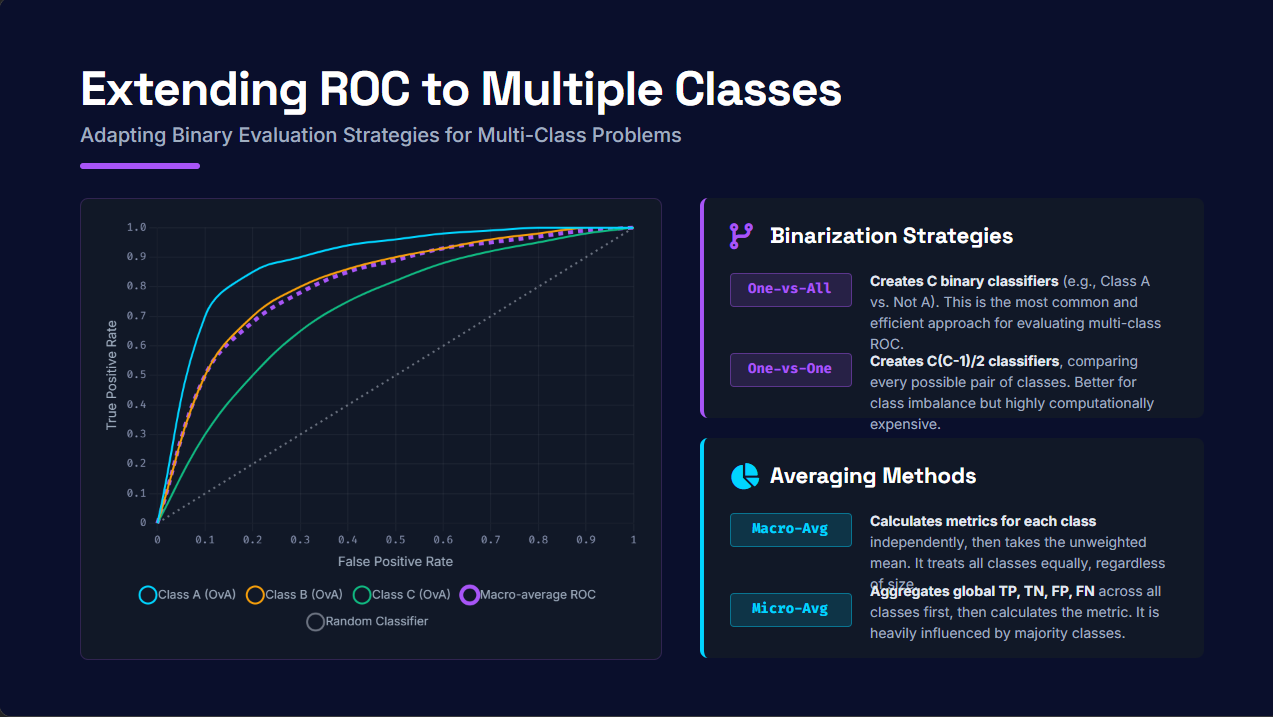 Extending ROC to Multiple Classes
Adapting Binary Evaluation Strategies for Multi-Class Problems
True Positive Rate
1.0
0.9
0.8
0.7
0.6
0.5
0.4
0.3
0.2
0.1
0
0 0.1 0.2 0.3 0.4 0.5 0.6 0.7 0.8 0.9 1
False Positive Rate
Class A (OvA) Class B (OvA) Class C (OvA) Macro-average ROC
Random Classifier
Binarization Strategies
One-vs-All
Creates C binary classifiers (e.g., Class A
vs. Not A). This is the most common and
efficient approach for evaluating multi-class
ROC.
One-vs-One
Creates C(C-1)/2 classifiers, comparing
every possible pair of classes. Better for
class imbalance but highly computationally
expensive.
Averaging Methods
Macro-Avg
Calculates metrics for each class
independently, then takes the unweighted
mean. It treats all classes equally, regardless
of size.
Micro-Avg
Aggregates global TP, TN, FP, FN across all
classes first, then calculates the metric. It is
heavily influenced by majority classes.